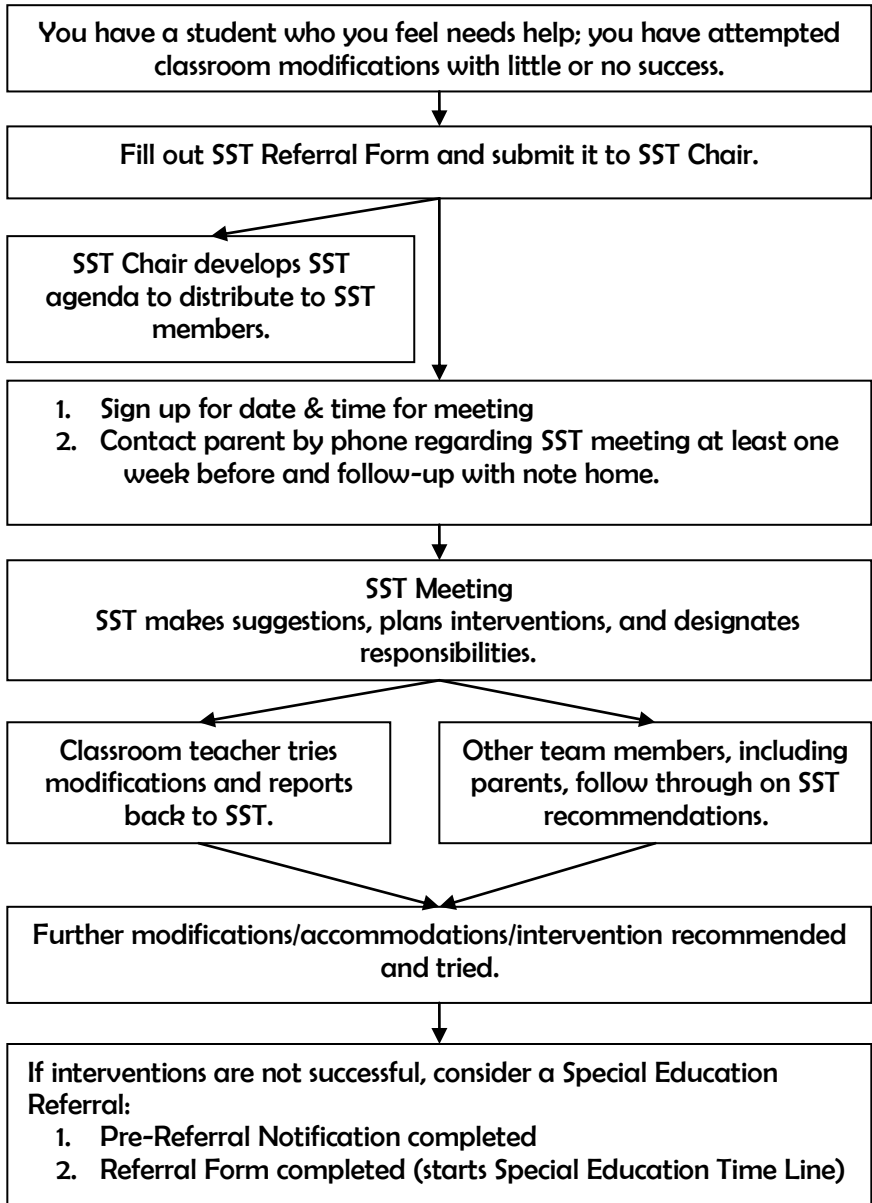 You have a student who you feel needs help; you have attempted
classroom modifications with little or no success.
Fill out SST Referral Form and submit it to SST Chair.
SST Chair develops SST
agenda to distribute to SST
members.
1. Sign up for date & time for meeting
2. Contact parent by phone regarding SST meeting at least one
week before and follow-up with note home.
SST Meeting
SST makes suggestions, plans interventions, and designates
responsibilities.
Classroom teacher tries
modifications and reports
back to SST.
Other team members, including
parents, follow through on SST
recommendations.
Further modifications/accommodations/intervention recommended
and tried.
If interventions are not successful, consider a Special Education
Referral:
1. Pre-Referral Notification completed
2. Referral Form completed (starts Special Education Time Line)